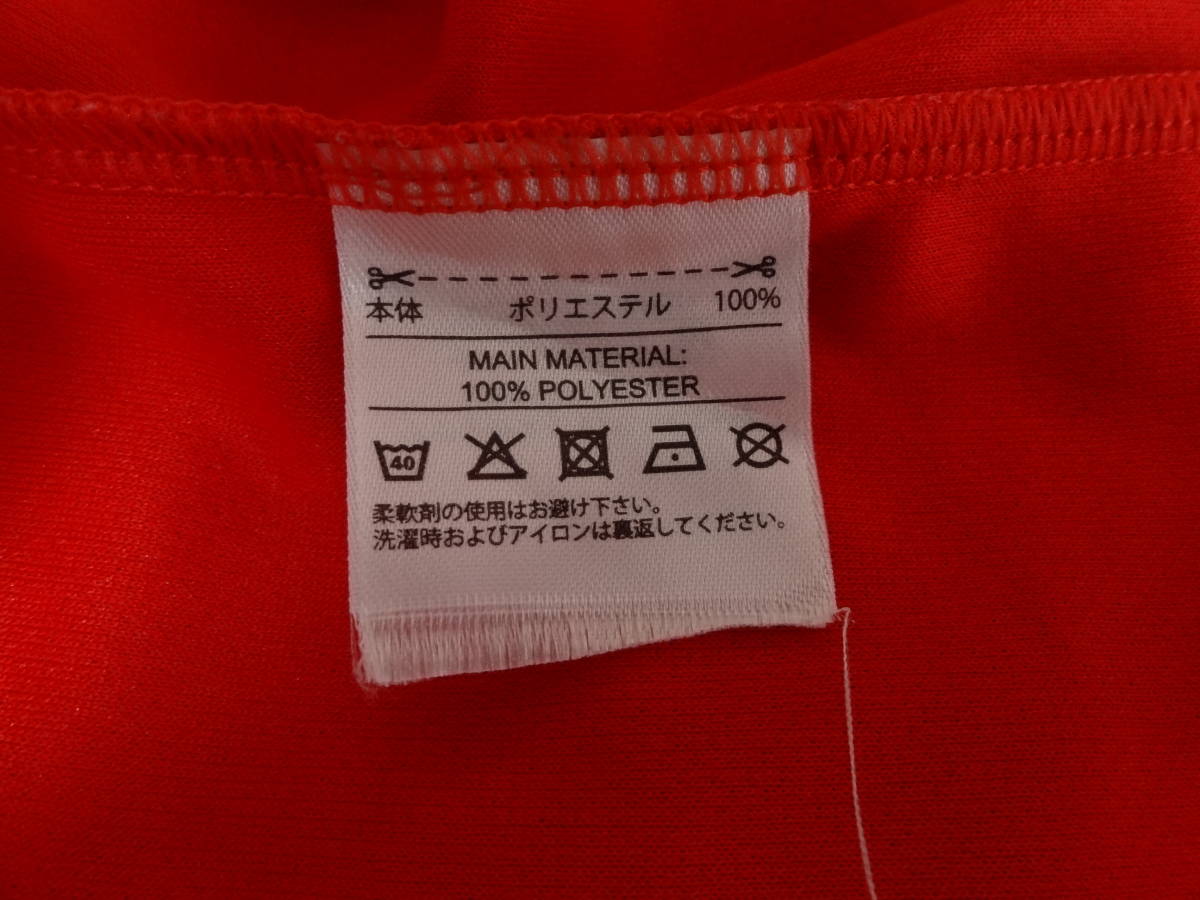 本体 ポリエステル 100%
MAIN MATERIAL:
100% POLYESTER
40
柔軟剤の使用はお避け下さい。
洗濯時およびアイロンは裏返してください。